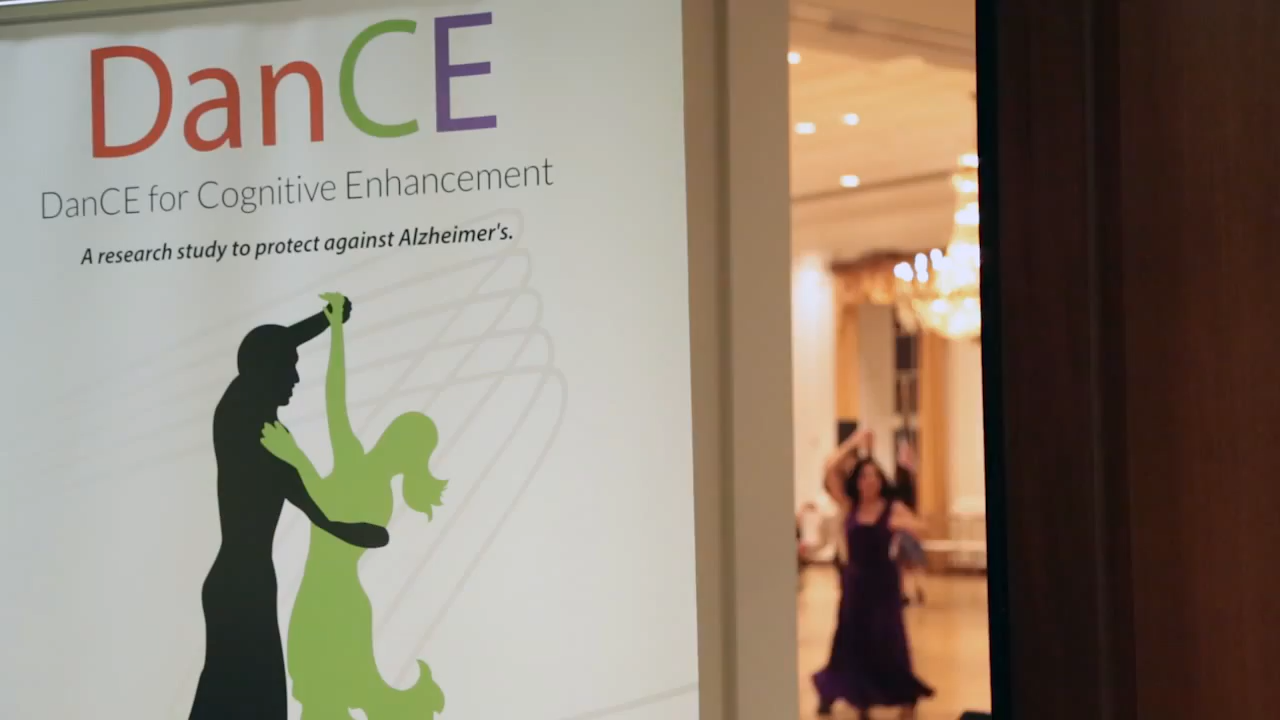 DanCE
DanCE for Cognitive Enhancement
A research study to protect against Alzheimer's.